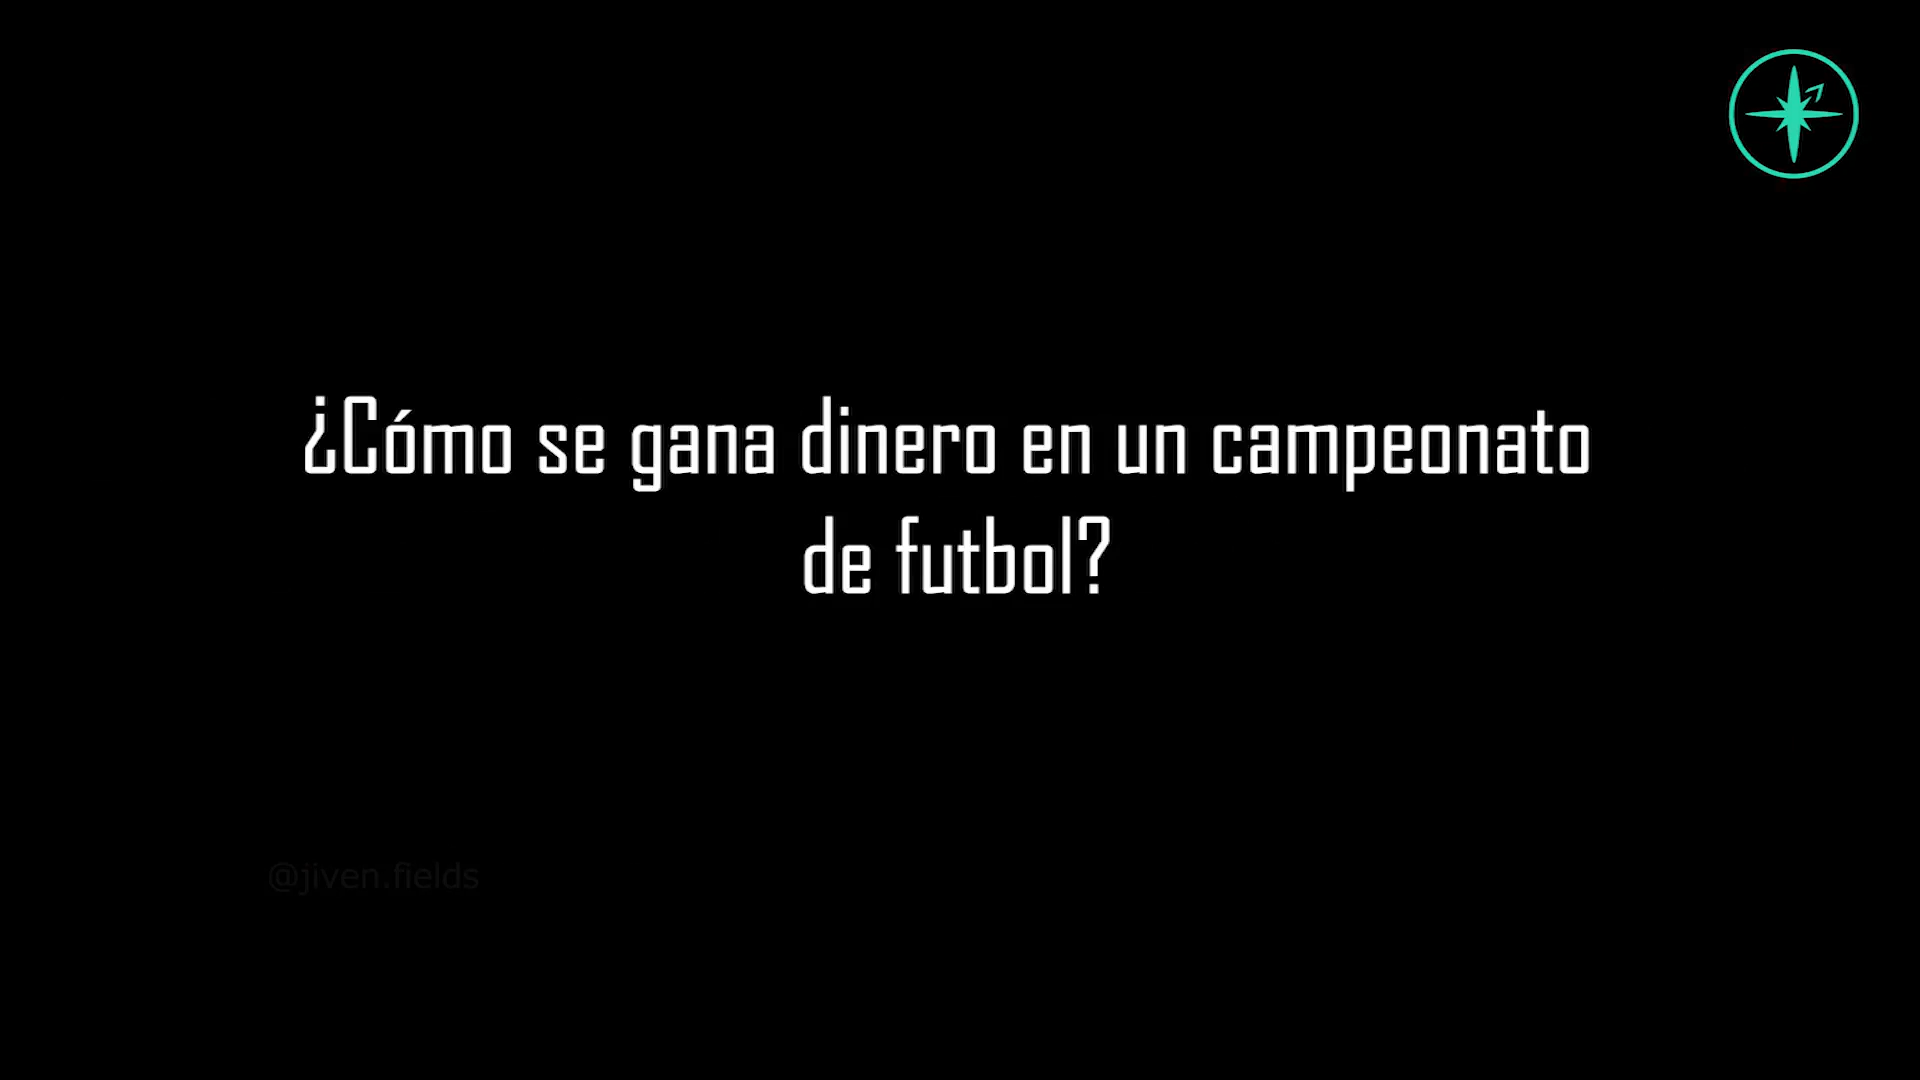 ¿Cómo se gana dinero en un campeonato
de futbol?
@jiven.fields